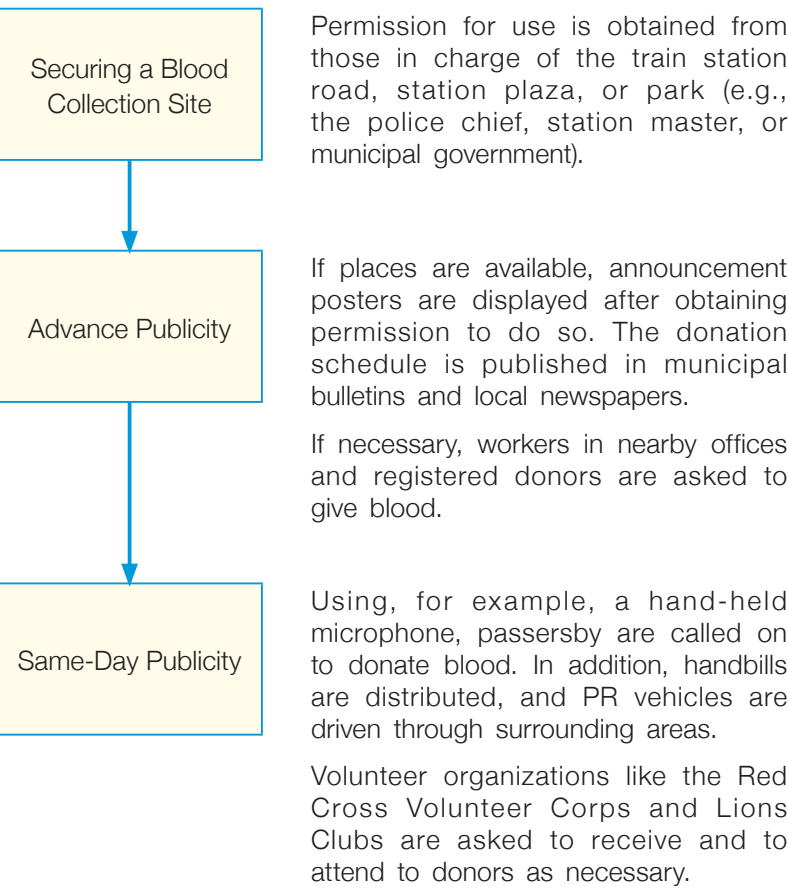 Securing a Blood
Collection Site
Permission for use is obtained from
those in charge of the train station
road, station plaza, or park (e.g.,
the police chief, station master, or
municipal government).
Advance Publicity
If places are available, announcement
posters are displayed after obtaining
permission to do so. The donation
schedule is published in municipal
bulletins and local newspapers.
If necessary, workers in nearby offices
and registered donors are asked to
give blood.
Same-Day Publicity
Using, for example, a hand-held
microphone, passersby are called on
to donate blood. In addition, handbills
are distributed, and PR vehicles are
driven through surrounding areas.
Volunteer organizations like the Red
Cross Volunteer Corps and Lions
Clubs are asked to receive and to
attend to donors as necessary.